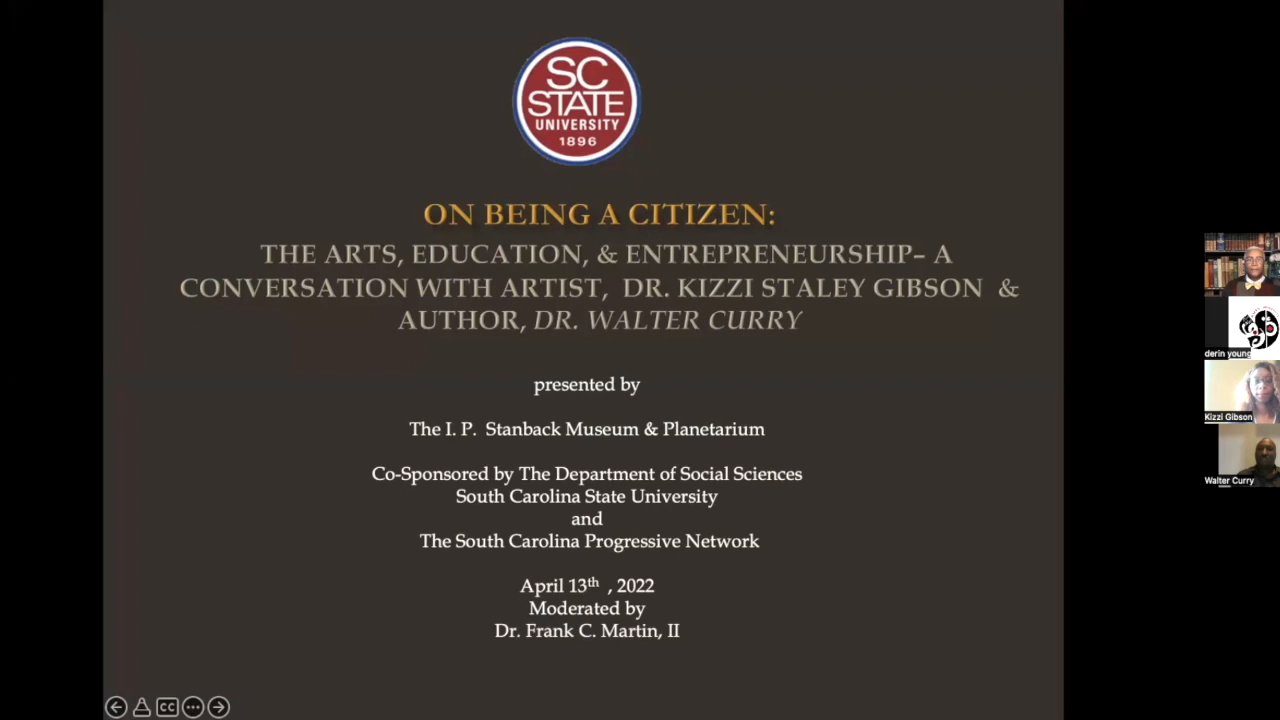 SC
STATE
UNIVERSITY
1896
ON BEING A CITIZEN:
THE ARTS, EDUCATION, & ENTREPRENEURSHIP– A
CONVERSATION WITH ARTIST, DR. KIZZI STALEY GIBSON &
AUTHOR, DR. WALTER CURRY
presented by
The I. P. Stanback Museum & Planetarium
Co-Sponsored by The Department of Social Sciences
South Carolina State University
and
The South Carolina Progressive Network
April 13th , 2022
Moderated by
Dr. Frank C. Martin, II
CC
derin young
Kizzi Gibson
Walter Curry